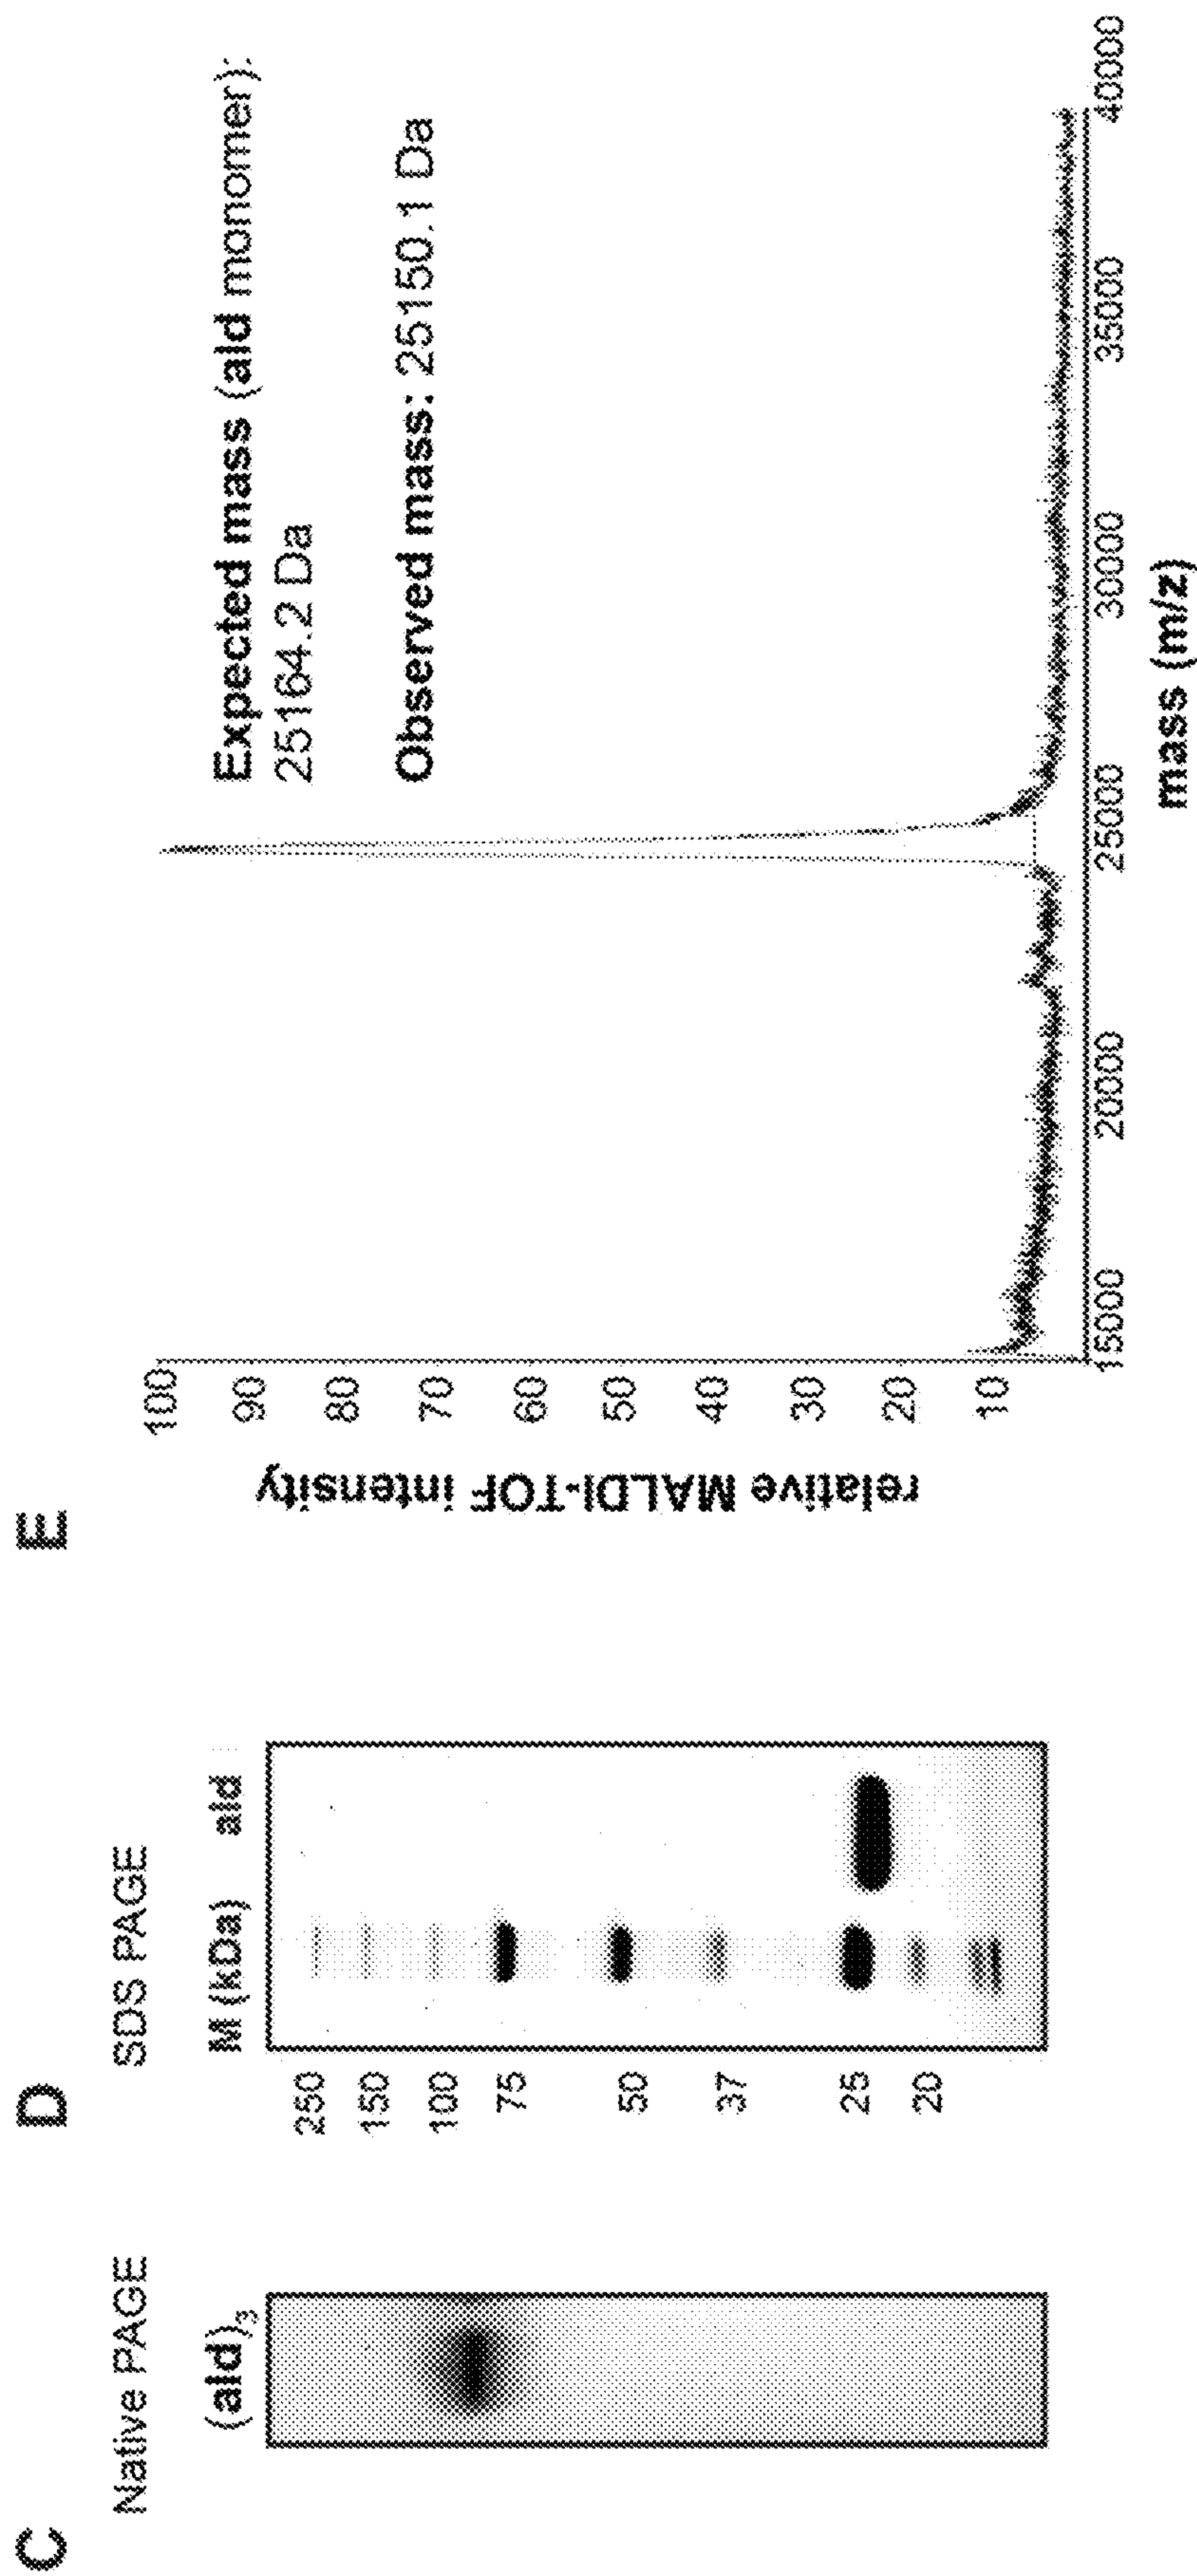 C
Native PAGE
(ald)3
D
SDS PAGE
M (kDa) ald
250
150
100
75
50
37
25
20
E
relative MALDI-TOF intensity
100
90
80
70
60
50
40
30
20
10
Expected mass (ald monomer):
25164.2 Da
Observed mass: 25150.1 Da
15000 20000 25000 30000 35000 40000
mass (m/z)